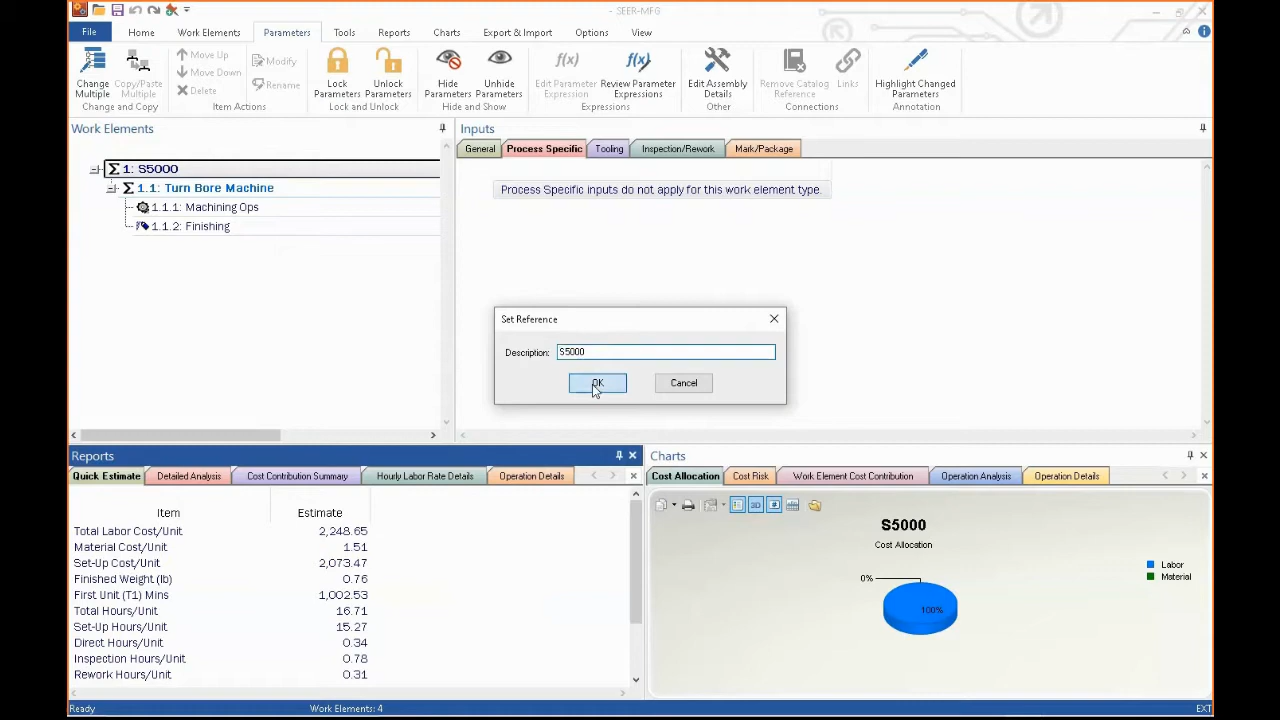 - SEER-MFG
File
Home
Work Elements
Parameters
Tools
Reports
Charts
Export & Import
Options
View
Change Multiple
Copy/Paste Multiple
Change and Copy
Move Up
Move Down
Delete
Modify
Rename
Item Actions
Lock Parameters
Unlock Parameters
Lock and Unlock
Hide Parameters
Unhide Parameters
Hide and Show
f(x)
Edit Parameter Expression
f(x)
Review Parameter Expressions
Expressions
Edit Assembly Details
Other
Remove Catalog Reference
Links
Connections
Highlight Changed Parameters
Annotation
Work Elements
1: S5000
1.1: Turn Bore Machine
1.1.1: Machining Ops
1.1.2: Finishing
Inputs
General
Process Specific
Tooling
Inspection/Rework
Mark/Package
Process Specific inputs do not apply for this work element type.
Set Reference
Description: S5000
OK
Cancel
Reports
Quick Estimate
Detailed Analysis
Cost Contribution Summary
Hourly Labor Rate Details
Operation Details
Item Estimate
Total Labor Cost/Unit 2,248.65
Material Cost/Unit 1.51
Set-Up Cost/Unit 2,073.47
Finished Weight (lb) 0.76
First Unit (T1) Mins 1,002.53
Total Hours/Unit 16.71
Set-Up Hours/Unit 15.27
Direct Hours/Unit 0.34
Inspection Hours/Unit 0.78
Rework Hours/Unit 0.31
Charts
Cost Allocation
Cost Risk
Work Element Cost Contribution
Operation Analysis
Operation Details
S5000
Cost Allocation
0%
100%
Labor
Material
Ready
Work Elements: 4
EXT